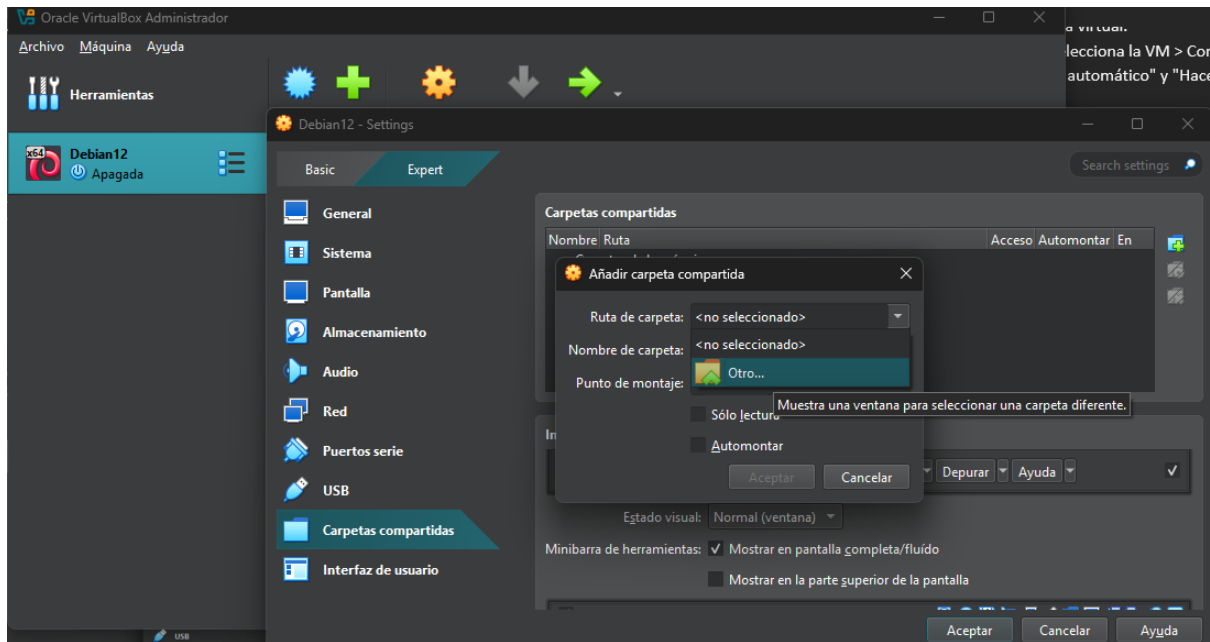 Oracle VirtualBox Administrador
Archivo Máquina Ayuda
Herramientas
x64
Debian12
Apagada
a virtual.
lecciona la VM > Cor
automático" y "Hace
Debian12 - Settings
Basic Expert
Search settings
General
Sistema
Pantalla
Almacenamiento
Audio
Red
Puertos serie
USB
Carpetas compartidas
Interfaz de usuario
Carpetas compartidas
Nombre Ruta Acceso Automontar En
Añadir carpeta compartida
Ruta de carpeta: <no seleccionado>
<no seleccionado>
Nombre de carpeta:
Otro...
Punto de montaje:
Muestra una ventana para seleccionar una carpeta diferente.
Sólo lectura
Automontar
Aceptar Cancelar
In
Depurar Ayuda
Estado visual: Normal (ventana)
Minibarra de herramientas: Mostrar en pantalla completa/fluído
Mostrar en la parte superior de la pantalla
Aceptar Cancelar Ayuda
USB